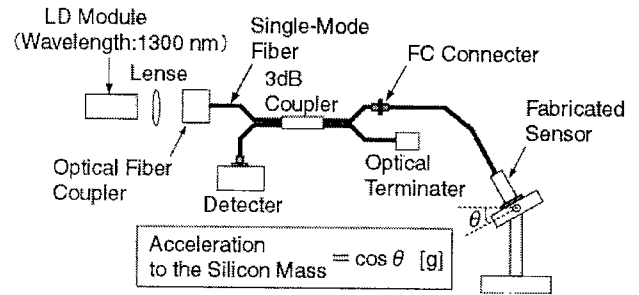 LD Module
(Wavelength:1300 nm)
Single-Mode
Fiber
Lense
3dB
Coupler
FC Connecter
Fabricated
Sensor
Optical Fiber
Coupler
Detecter
Optical
Terminater
θ
Acceleration
to the Silicon Mass = cos θ [g]